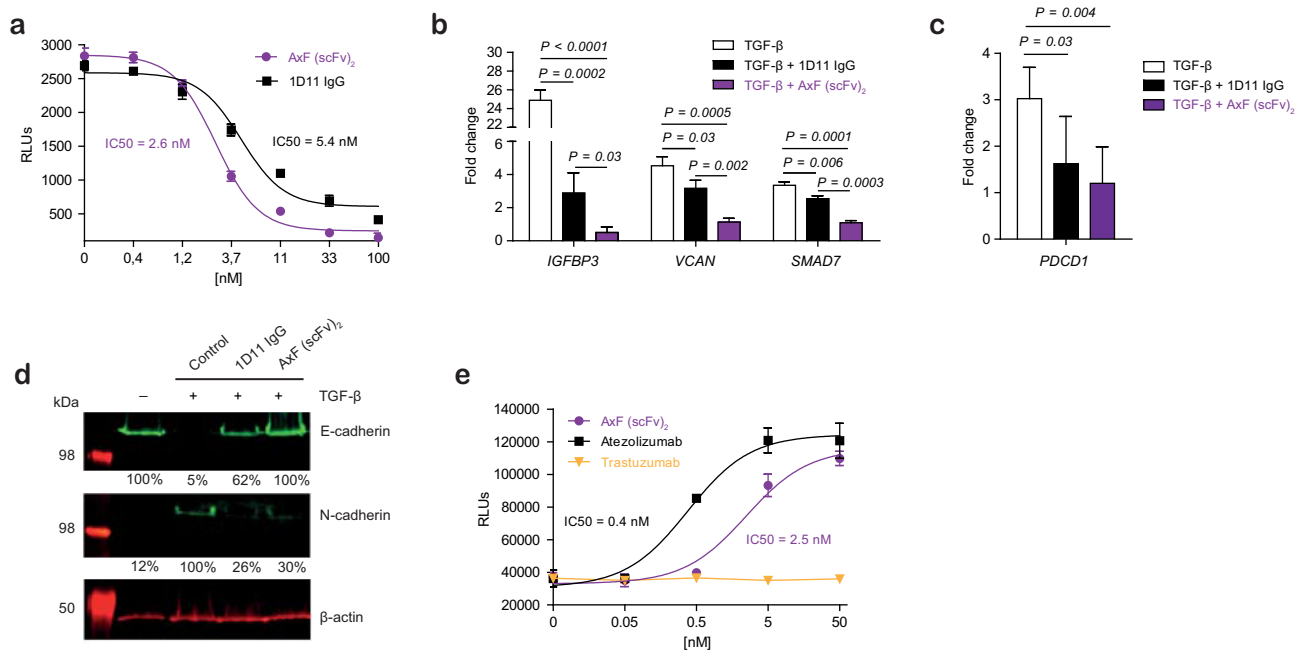 a
3000
2500
2000
1500
1000
500
RLUs
0
0,4
1,2
3,7
11
33
100
[nM]
AxF (scFv)2
1D11 IgG
IC50 = 2.6 nM
IC50 = 5.4 nM
b
30
28
26
24
22
20
6
4
2
0
Fold change
P < 0.0001
P = 0.0002
P = 0.03
P = 0.0005
P = 0.03
P = 0.002
P = 0.0001
P = 0.006
P = 0.0003
IGFBP3
VCAN
SMAD7
TGF-β
TGF-β + 1D11 IgG
TGF-β + AxF (scFv)2
c
4
3
2
1
0
Fold change
P = 0.004
P = 0.03
PDCD1
TGF-β
TGF-β + 1D11 IgG
TGF-β + AxF (scFv)2
d
Control
1D11 IgG
AxF (scFv)2
kDa
– + + + TGF-β
E-cadherin
98
100% 5% 62% 100%
N-cadherin
98
12% 100% 26% 30%
50
β-actin
e
140000
120000
100000
80000
60000
40000
20000
RLUs
AxF (scFv)2
Atezolizumab
Trastuzumab
IC50 = 0.4 nM
IC50 = 2.5 nM
0
0.05
0.5
5
50
[nM]